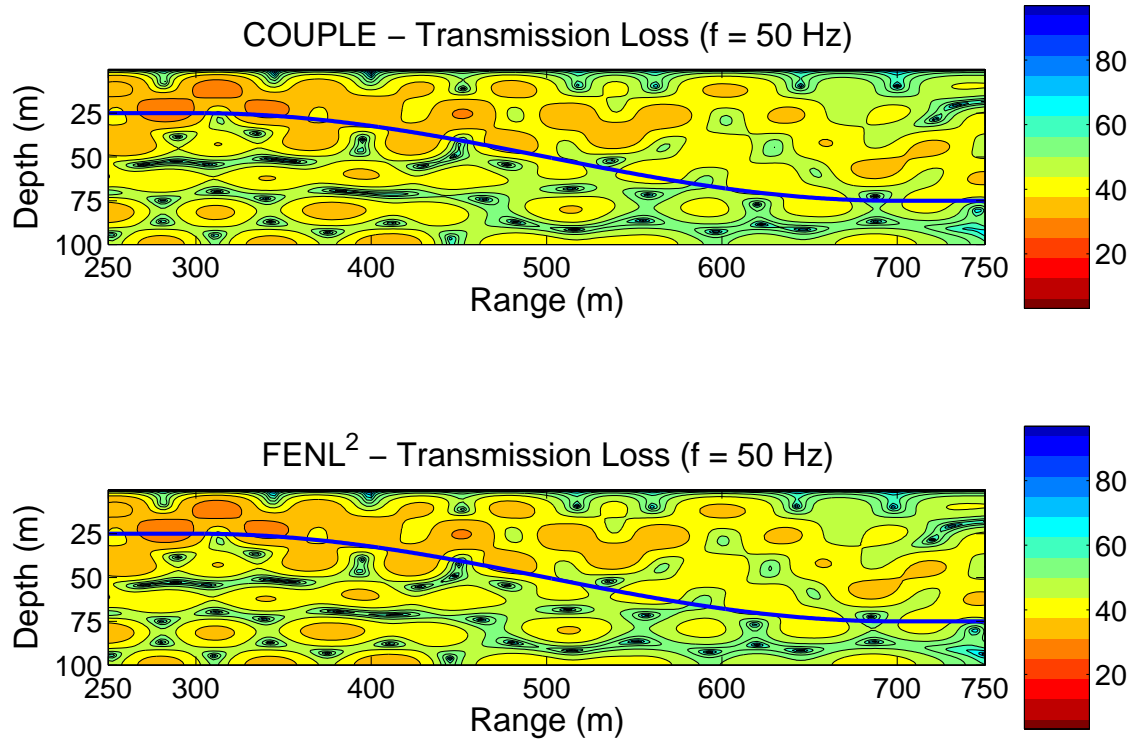 COUPLE – Transmission Loss (f = 50 Hz)
Depth (m)
25
50
75
100
250 300 400 500 600 700 750
Range (m)
80
60
40
20
FENL² – Transmission Loss (f = 50 Hz)
Depth (m)
25
50
75
100
250 300 400 500 600 700 750
Range (m)
80
60
40
20